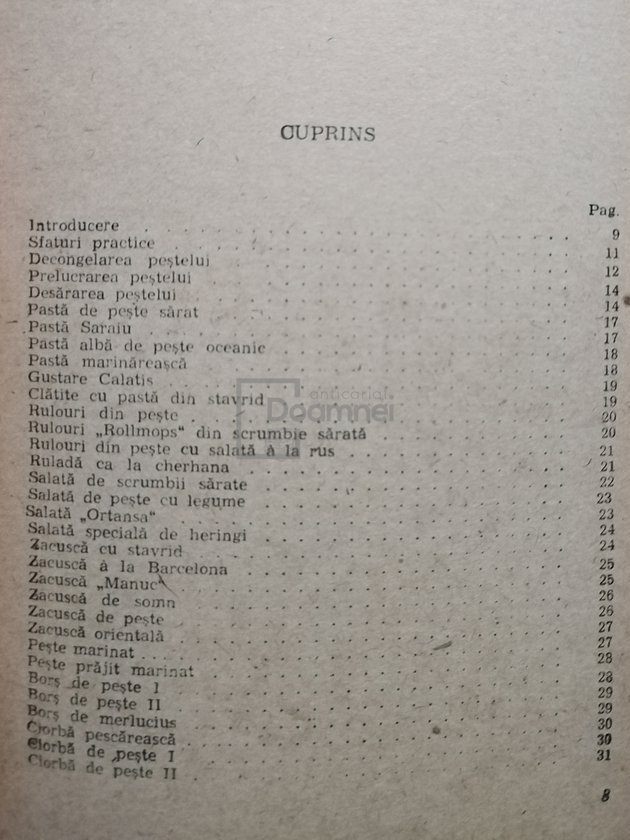 CUPRINS
Pag.
Introducere . . . . . . . . 9
Sfaturi practice . . . . . . . . 11
Decongelarea peștelui . . . . . . . . 12
Prelucrarea peștelui . . . . . . . . 14
Desărarea peștelui . . . . . . . . 14
Pastă de pește sărat . . . . . . . . 17
Pastă Saraiu . . . . . . . . 17
Pastă albă de pește oceanic . . . . . . . . 18
Pastă marinărească . . . . . . . . 18
Gustare Calatis . . . . . . . . 19
Clătite cu pastă din stavrid . . . . . . . . 19
Rulouri din pește . . . . . . . . 20
Rulouri „Rollmops“ din scrumbie sărată . . . . . . . . 20
Rulouri din pește cu salată à la rus . . . . . . . . 21
Ruladă ca la cherhana . . . . . . . . 21
Salată de scrumbii sărate . . . . . . . . 22
Salată de pește cu legume . . . . . . . . 23
Salată „Ortansa“ . . . . . . . . 23
Salată specială de heringi . . . . . . . . 24
Zacuscă cu stavrid . . . . . . . . 24
Zacuscă à la Barcelona . . . . . . . . 25
Zacuscă „Manuc“ . . . . . . . . 25
Zacuscă de somn . . . . . . . . 26
Zacuscă de pește . . . . . . . . 26
Zacuscă orientală . . . . . . . . 27
Pește marinat . . . . . . . . 27
Pește prăjit marinat . . . . . . . . 28
Borș de pește I . . . . . . . . 28
Borș de pește II . . . . . . . . 29
Borș de merlucius . . . . . . . . 29
Ciorbă pescărească . . . . . . . . 30
Ciorbă de pește I . . . . . . . . 30
Ciorbă de pește II . . . . . . . . 31
8
anticariat
Doamnei